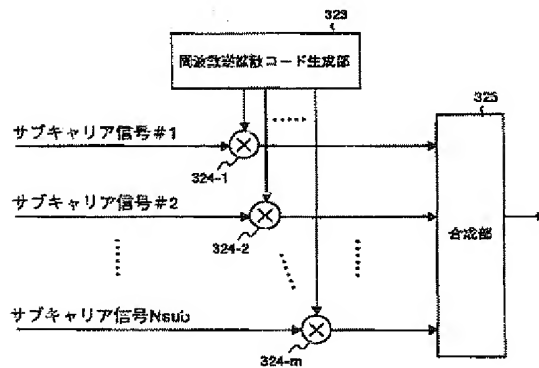 323
周波数逆拡散コード生成部
325
サブキャリア信号#1
324-1
サブキャリア信号#2
324-2
合成部
サブキャリア信号Nsub
324-m